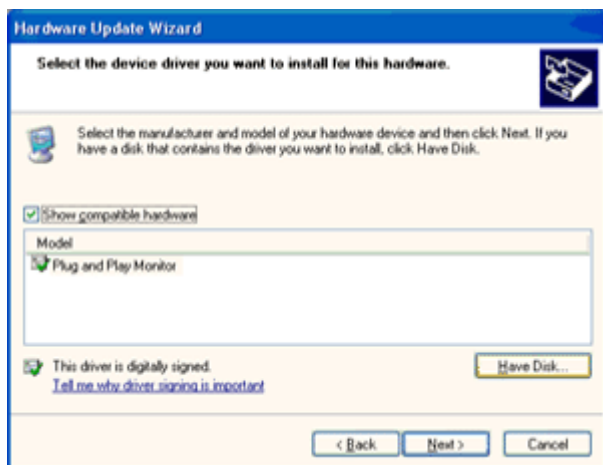 Hardware Update Wizard
Select the device driver you want to install for this hardware.
Select the manufacturer and model of your hardware device and then click Next. If you
have a disk that contains the driver you want to install, click Have Disk.
Show compatible hardware
Model
Plug and Play Monitor
This driver is digitally signed.
Have Disk...
Tell me why driver signing is important
< Back
Next >
Cancel